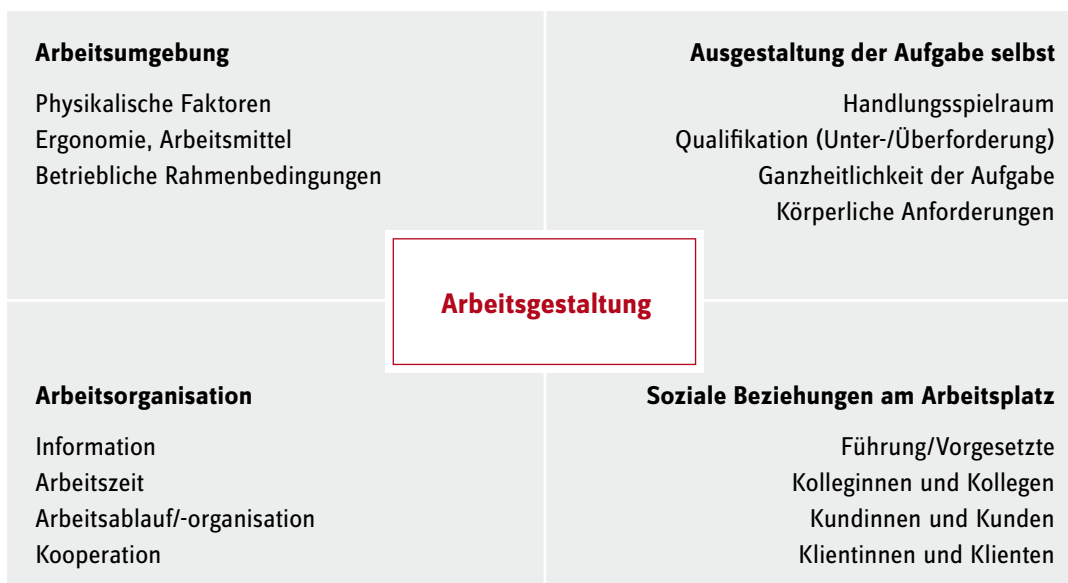 Arbeitsumgebung
Physikalische Faktoren
Ergonomie, Arbeitsmittel
Betriebliche Rahmenbedingungen
Ausgestaltung der Aufgabe selbst
Handlungsspielraum
Qualifikation (Unter-/Überforderung)
Ganzheitlichkeit der Aufgabe
Körperliche Anforderungen
Arbeitsgestaltung
Arbeitsorganisation
Information
Arbeitszeit
Arbeitsablauf/-organisation
Kooperation
Soziale Beziehungen am Arbeitsplatz
Führung/Vorgesetzte
Kolleginnen und Kollegen
Kundinnen und Kunden
Klientinnen und Klienten